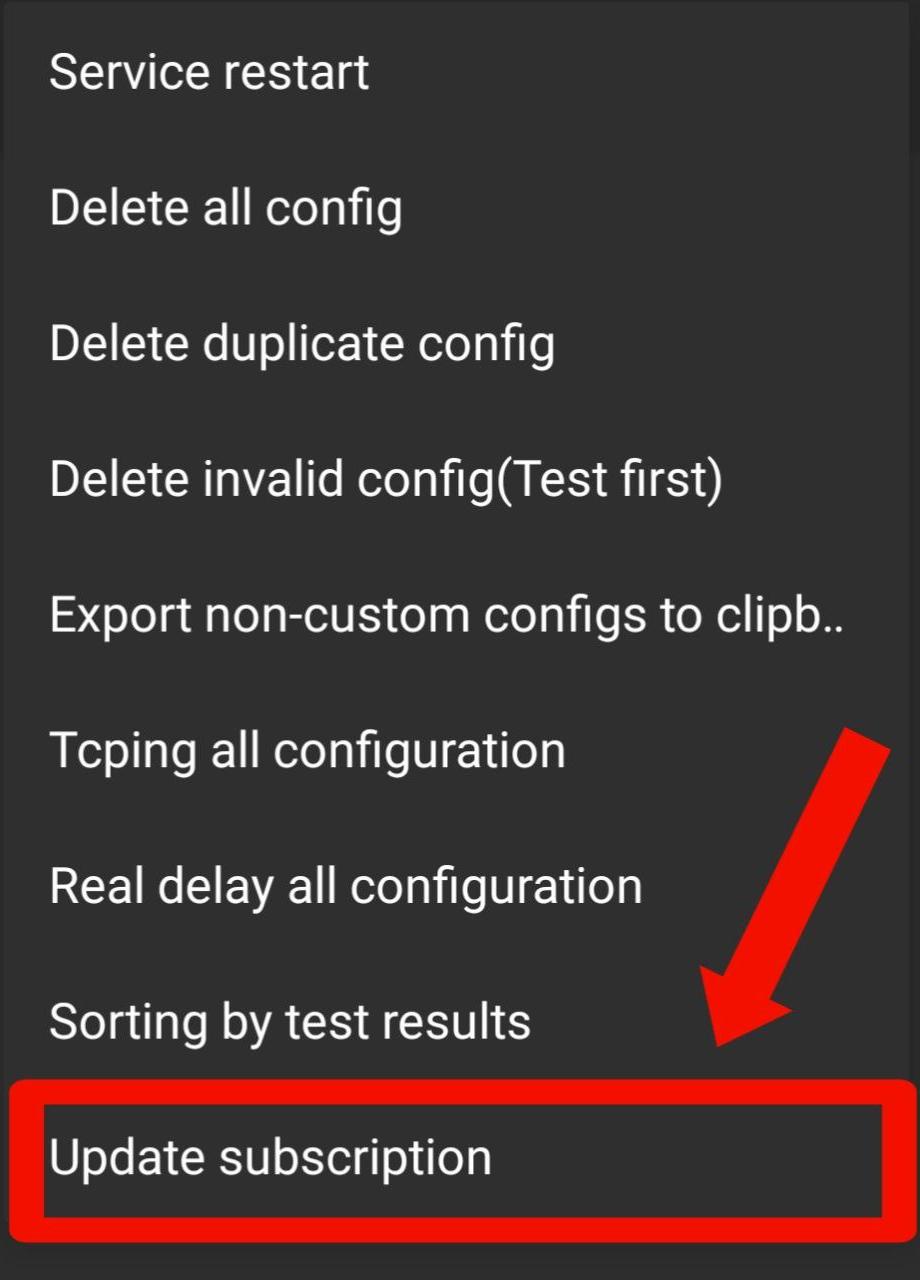 Service restart
Delete all config
Delete duplicate config
Delete invalid config(Test first)
Export non-custom configs to clipb..
Tcping all configuration
Real delay all configuration
Sorting by test results
Update subscription